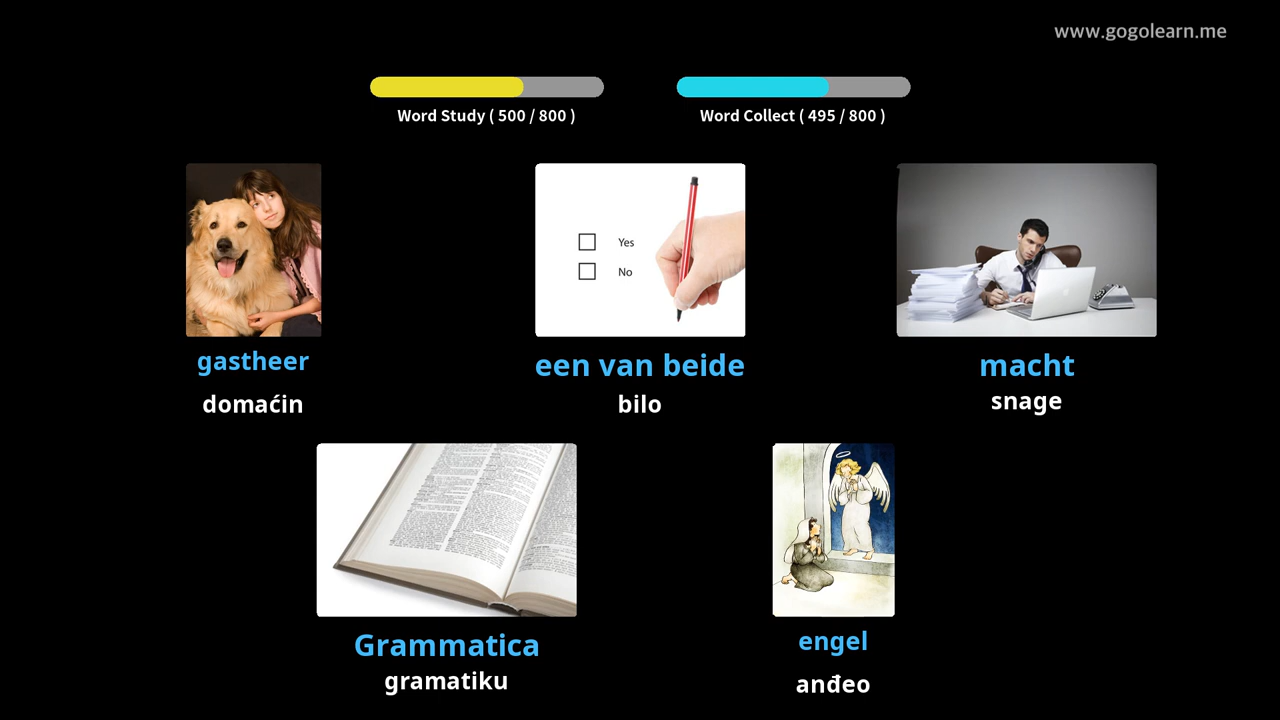 www.gogolearn.me
Word Study ( 500 / 800 )
Word Collect ( 495 / 800 )
Yes
No
gastheer
domaćin
een van beide
bilo
macht
snage
Grammatica
gramatiku
engel
anđeo